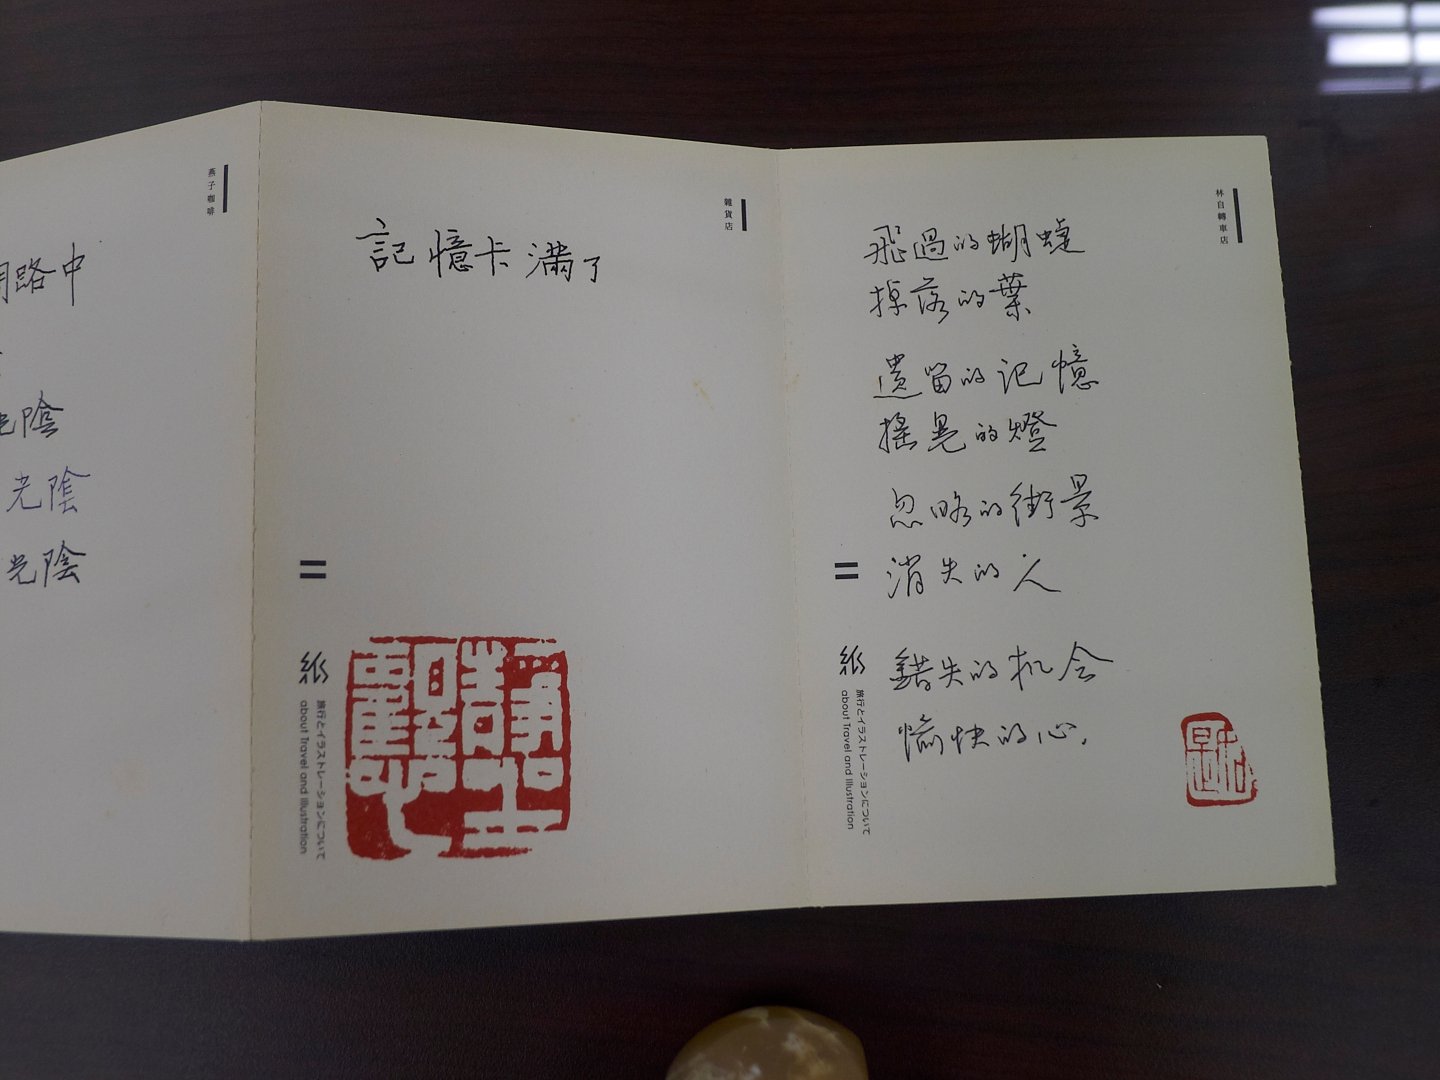 燕子咖啡
路中
光陰
光陰
光陰
雜貨店
記憶卡滿了
紙
旅行とイラストレーションについて
about Travel and Illustration
林自轉車店
飛過的蝴蝶
掉落的葉
遺留的记憶
搖晃的燈
忽略的街景
消失的人
錯失的机会
愉快的心.
紙
旅行とイラストレーションについて
about Travel and Illustration